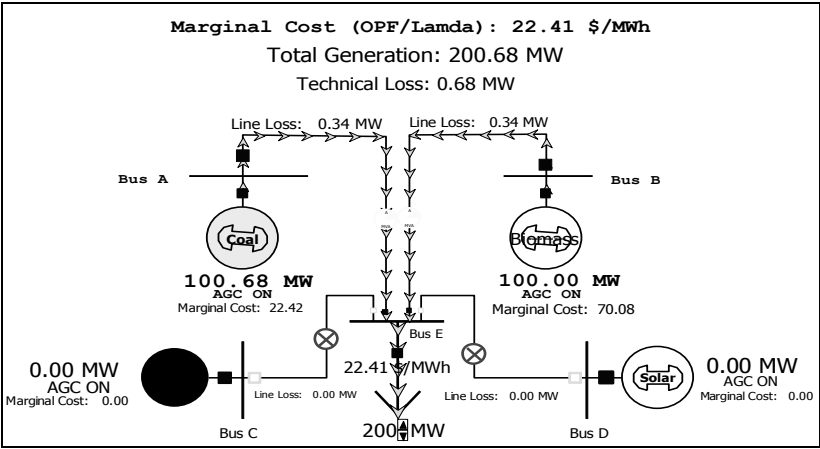 Marginal Cost (OPF/Lamda): 22.41 $/MWh
Total Generation: 200.68 MW
Technical Loss: 0.68 MW
Line Loss: 0.34 MW
Line Loss: 0.34 MW
Bus A
Bus B
Coal
Biomass
A
MVA
A
MVA
100.68 MW
AGC ON
Marginal Cost: 22.42
100.00 MW
AGC ON
Marginal Cost: 70.08
Bus E
22.41 $/MWh
0.00 MW
AGC ON
Marginal Cost: 0.00
Solar
0.00 MW
AGC ON
Marginal Cost: 0.00
Line Loss: 0.00 MW
Line Loss: 0.00 MW
Bus C
200 MW
Bus D